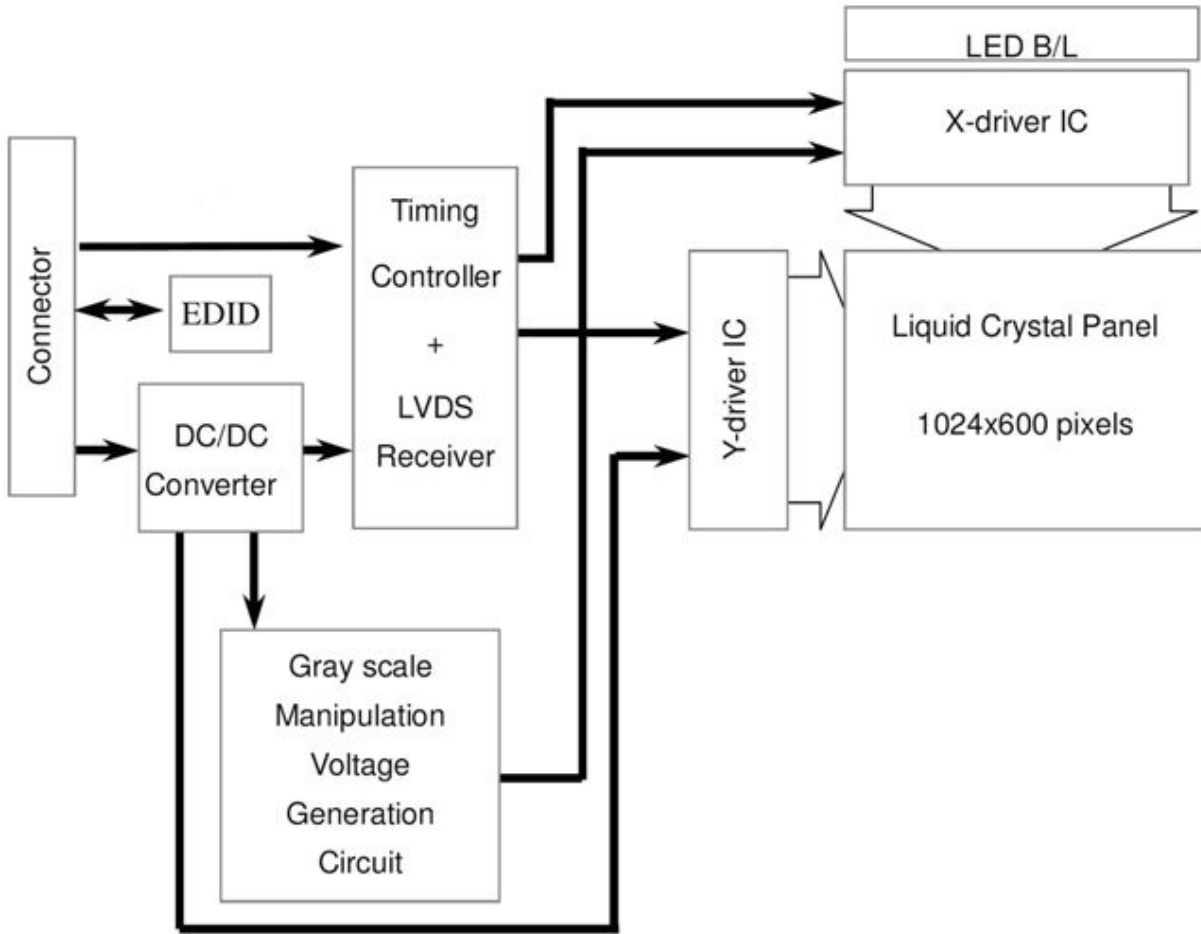 LED B/L
X-driver IC
Connector
EDID
DC/DC
Converter
Timing
Controller
+
LVDS
Receiver
Y-driver IC
Liquid Crystal Panel
1024x600 pixels
Gray scale
Manipulation
Voltage
Generation
Circuit